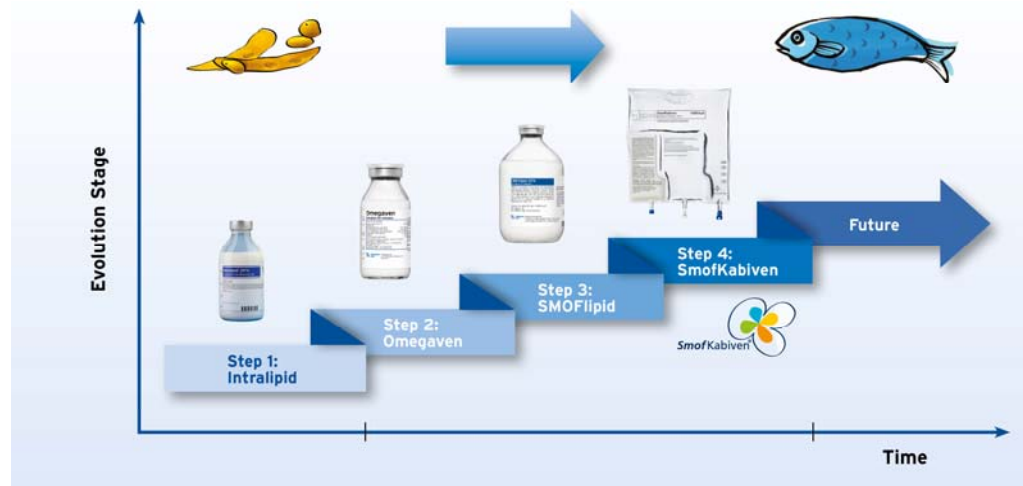 Evolution Stage
Omegaven
Step 1:
Intralipid
Step 2:
Omegaven
Step 3:
SMOFlipid
Step 4:
SmofKabiven
Future
SmofKabiven®
Time